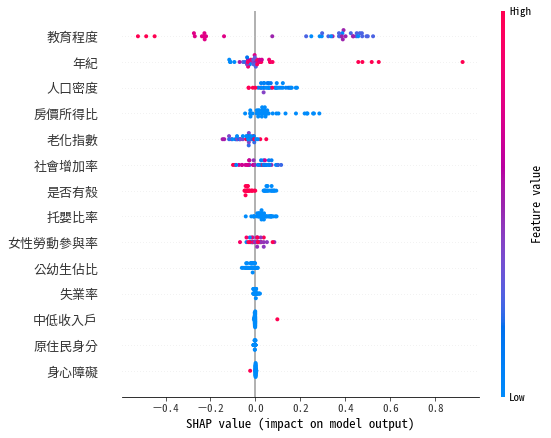 High
教育程度
年紀
人口密度
房價所得比
老化指數
社會增加率
是否有殼
托嬰比率
女性勞動參與率
公幼生佔比
失業率
中低收入戶
原住民身分
身心障礙
Feature value
Low
−0.4 −0.2 0.0 0.2 0.4 0.6 0.8
SHAP value (impact on model output)